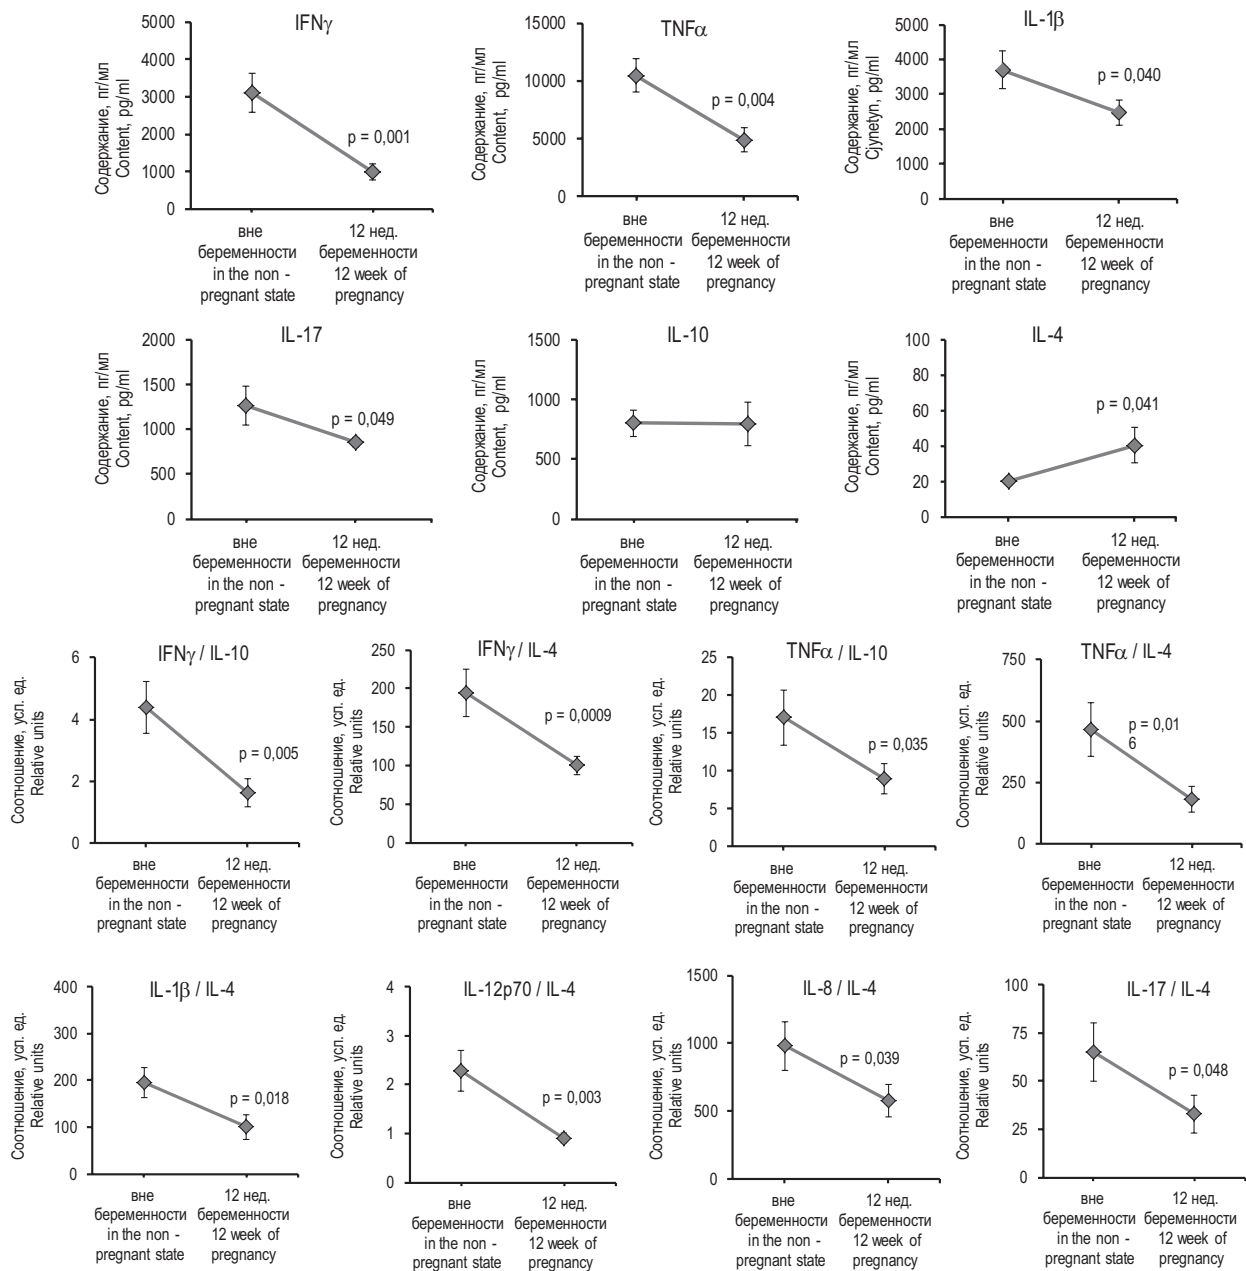 IFNγ
Содержание, пг/мл
Content, pg/ml
5000
4000
3000
2000
1000
0
p = 0,001
вне
беременности
in the non -
pregnant state
12 нед.
беременности
12 week of
pregnancy
TNFα
Содержание, пг/мл
Content, pg/ml
15000
10000
5000
0
p = 0,004
вне
беременности
in the non -
pregnant state
12 нед.
беременности
12 week of
pregnancy
IL-1β
Содержание, пг/мл
Cjynetyn, pg/ml
5000
4000
3000
2000
1000
0
p = 0,040
вне
беременности
in the non -
pregnant state
12 нед.
беременности
12 week of
pregnancy
IL-17
Содержание, пг/мл
Content, pg/ml
2000
1500
1000
500
0
p = 0,049
вне
беременности
in the non -
pregnant state
12 нед.
беременности
12 week of
pregnancy
IL-10
Содержание, пг/мл
Content, pg/ml
1500
1000
500
0
вне
беременности
in the non -
pregnant state
12 нед.
беременности
12 week of
pregnancy
IL-4
Содержание, пг/мл
Content, pg/ml
100
80
60
40
20
0
p = 0,041
вне
беременности
in the non -
pregnant state
12 нед.
беременности
12 week of
pregnancy
IFNγ / IL-10
Соотношение, усл. ед.
Relative units
6
4
2
0
p = 0,005
вне
беременности
in the non -
pregnant state
12 нед.
беременности
12 week of
pregnancy
IFNγ / IL-4
Соотношение, усл. ед.
Relative units
250
200
150
100
50
0
p = 0,0009
вне
беременности
in the non -
pregnant state
12 нед.
беременности
12 week of
pregnancy
TNFα / IL-10
Соотношение, усл. ед.
Relative units
25
20
15
10
5
0
p = 0,035
вне
беременности
in the non -
pregnant state
12 нед.
беременности
12 week of
pregnancy
TNFα / IL-4
Соотношение, усл. ед.
Relative units
750
500
250
0
p = 0,01
6
вне
беременности
in the non -
pregnant state
12 нед.
беременности
12 week of
pregnancy
IL-1β / IL-4
Соотношение, усл. ед.
Relative units
400
300
200
100
0
p = 0,018
вне
беременности
in the non -
pregnant state
12 нед.
беременности
12 week of
pregnancy
IL-12p70 / IL-4
Соотношение, усл. ед.
Relative units
4
3
2
1
0
p = 0,003
вне
беременности
in the non -
pregnant state
12 нед.
беременности
12 week of
pregnancy
IL-8 / IL-4
Соотношение, усл. ед.
Relative units
1500
1000
500
0
p = 0,039
вне
беременности
in the non -
pregnant state
12 нед.
беременности
12 week of
pregnancy
IL-17 / IL-4
Соотношение, усл. ед.
Relative units
100
75
50
25
0
p = 0,048
вне
беременности
in the non -
pregnant state
12 нед.
беременности
12 week of
pregnancy